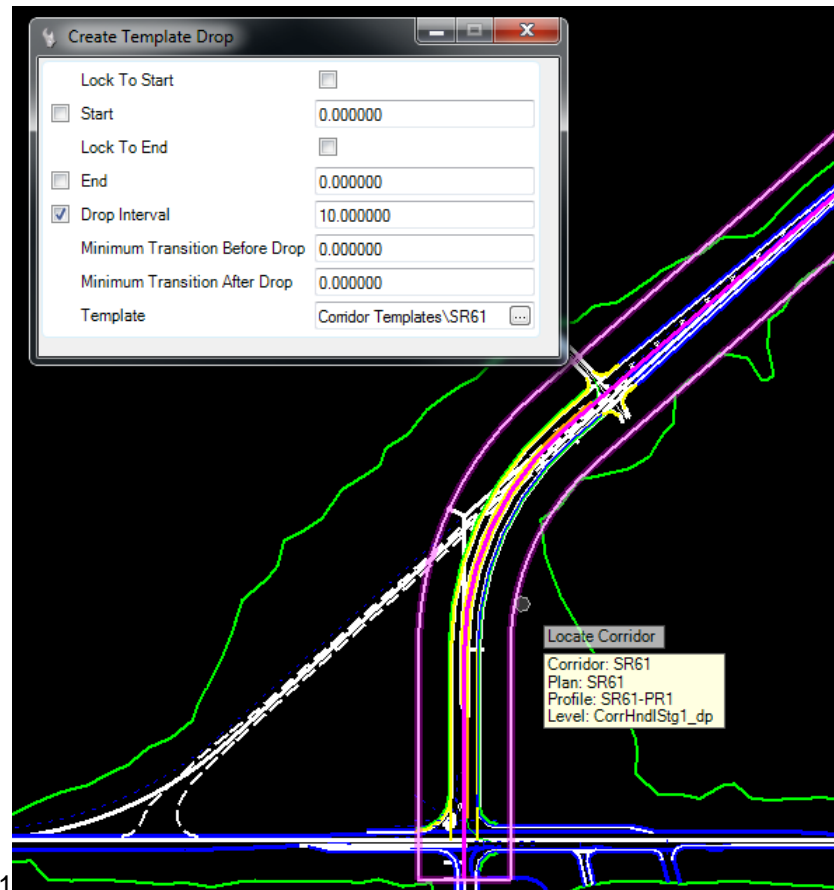 Create Template Drop
Lock To Start
Start 0.000000
Lock To End
End 0.000000
Drop Interval 10.000000
Minimum Transition Before Drop 0.000000
Minimum Transition After Drop 0.000000
Template Corridor Templates\SR61 ...
Locate Corridor
Corridor: SR61
Plan: SR61
Profile: SR61-PR1
Level: CorrHndlStg1_dp
1